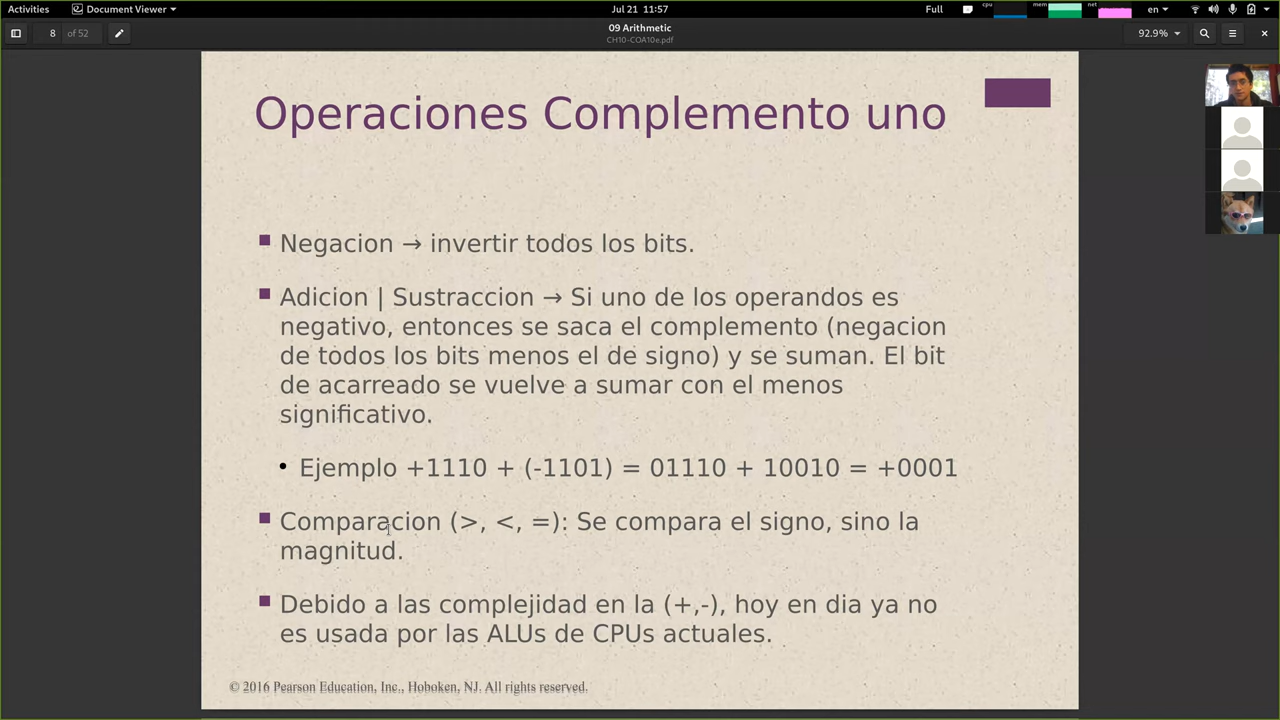 Activities
Document Viewer
Jul 21 11:57
Full
cpu
mem
net
en
8 of 52
09 Arithmetic
CH10-COA10e.pdf
92.9%
Operaciones Complemento uno
Negacion → invertir todos los bits.
Adicion | Sustraccion → Si uno de los operandos es
negativo, entonces se saca el complemento (negacion
de todos los bits menos el de signo) y se suman. El bit
de acarreado se vuelve a sumar con el menos
significativo.
Ejemplo +1110 + (-1101) = 01110 + 10010 = +0001
Comparacion (>, <, =): Se compara el signo, sino la
magnitud.
Debido a las complejidad en la (+,-), hoy en dia ya no
es usada por las ALUs de CPUs actuales.
© 2016 Pearson Education, Inc., Hoboken, NJ. All rights reserved.